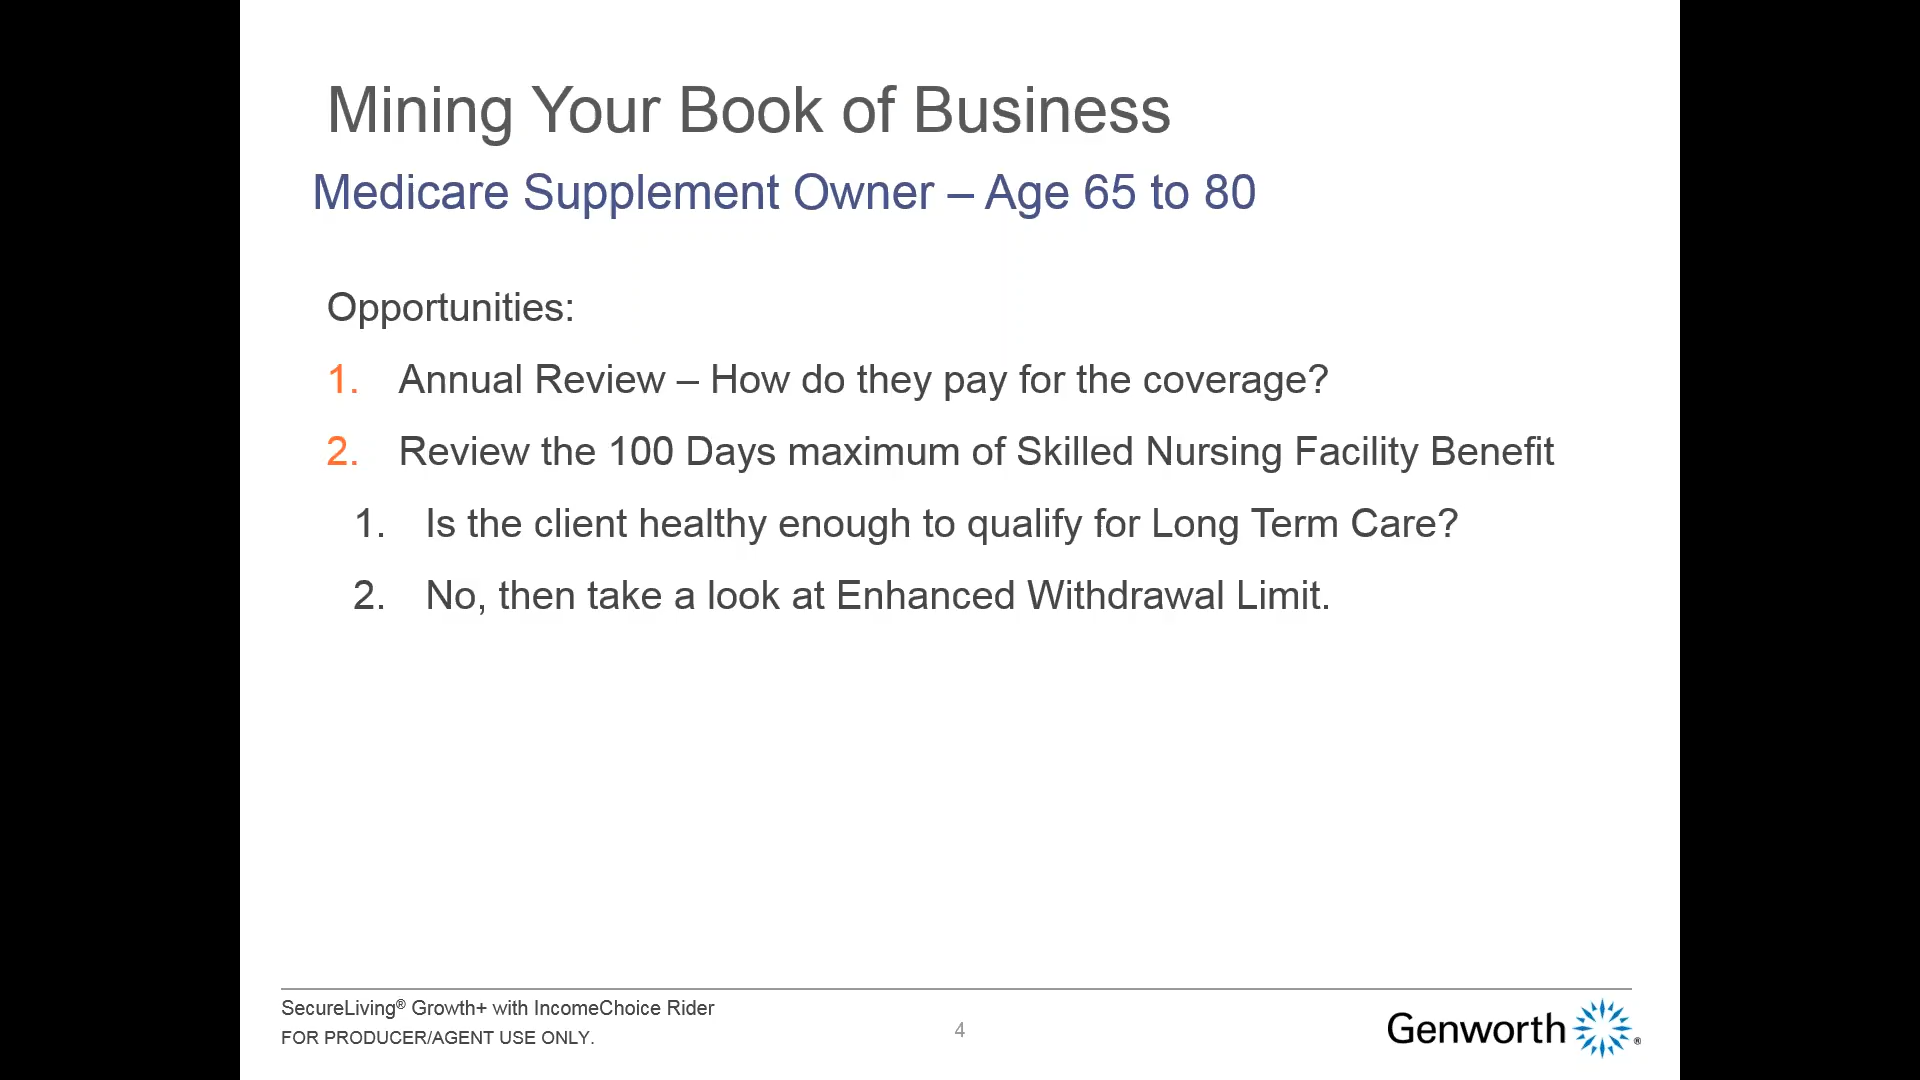 Mining Your Book of Business
Medicare Supplement Owner – Age 65 to 80
Opportunities:
1. Annual Review – How do they pay for the coverage?
2. Review the 100 Days maximum of Skilled Nursing Facility Benefit
1. Is the client healthy enough to qualify for Long Term Care?
2. No, then take a look at Enhanced Withdrawal Limit.
SecureLiving® Growth+ with IncomeChoice Rider
FOR PRODUCER/AGENT USE ONLY.
4
Genworth®